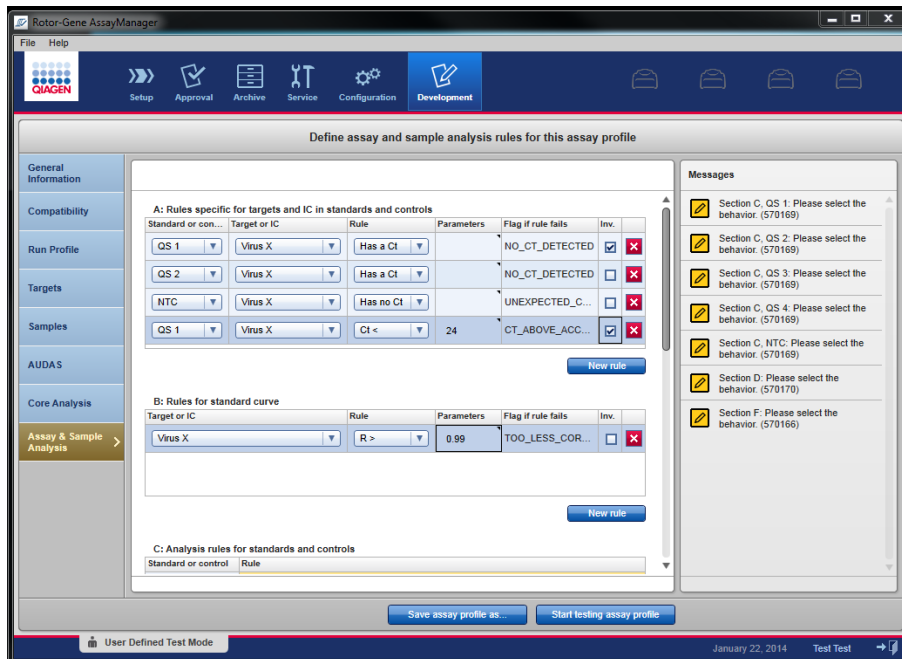 Rotor-Gene AssayManager
File Help
QIAGEN
Setup Approval Archive Service Configuration Development
Define assay and sample analysis rules for this assay profile
General
Information
Compatibility
Run Profile
Targets
Samples
AUDAS
Core Analysis
Assay & Sample
Analysis
A: Rules specific for targets and IC in standards and controls
Standard or con... Target or IC Rule Parameters Flag if rule fails Inv.
QS 1 Virus X Has a Ct NO_CT_DETECTED
QS 2 Virus X Has a Ct NO_CT_DETECTED
NTC Virus X Has no Ct UNEXPECTED_C...
QS 1 Virus X Ct < 24 CT_ABOVE_ACC...
New rule
B: Rules for standard curve
Target or IC Rule Parameters Flag if rule fails Inv.
Virus X R > 0.99 TOO_LESS_COR...
New rule
C: Analysis rules for standards and controls
Standard or control Rule
Messages
Section C, QS 1: Please select the
behavior. (570169)
Section C, QS 2: Please select the
behavior. (570169)
Section C, QS 3: Please select the
behavior. (570169)
Section C, QS 4: Please select the
behavior. (570169)
Section C, NTC: Please select the
behavior. (570169)
Section D: Please select the
behavior. (570170)
Section F: Please select the
behavior. (570166)
Save assay profile as... Start testing assay profile
User Defined Test Mode
January 22, 2014 Test Test